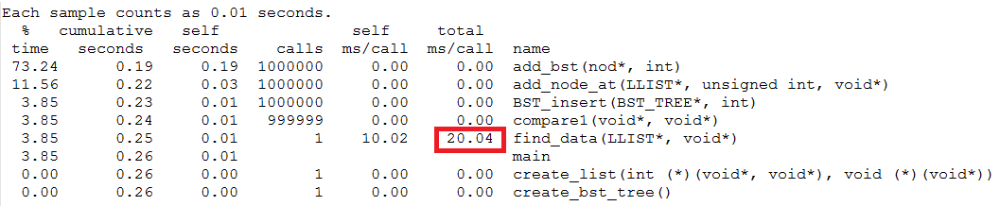 Each sample counts as 0.01 seconds.
  %   cumulative   self              self     total
 time   seconds   seconds    calls  ms/call  ms/call  name
73.24      0.19     0.19  1000000     0.00     0.00  add_bst(nod*, int)
11.56      0.22     0.03  1000000     0.00     0.00  add_node_at(LLIST*, unsigned int, void*)
 3.85      0.23     0.01  1000000     0.00     0.00  BST_insert(BST_TREE*, int)
 3.85      0.24     0.01   999999     0.00     0.00  compare1(void*, void*)
 3.85      0.25     0.01        1    10.02    20.04  find_data(LLIST*, void*)
 3.85      0.26     0.01                             main
 0.00      0.26     0.00        1     0.00     0.00  create_list(int (*)(void*, void*), void (*)(void*))
 0.00      0.26     0.00        1     0.00     0.00  create_bst_tree()